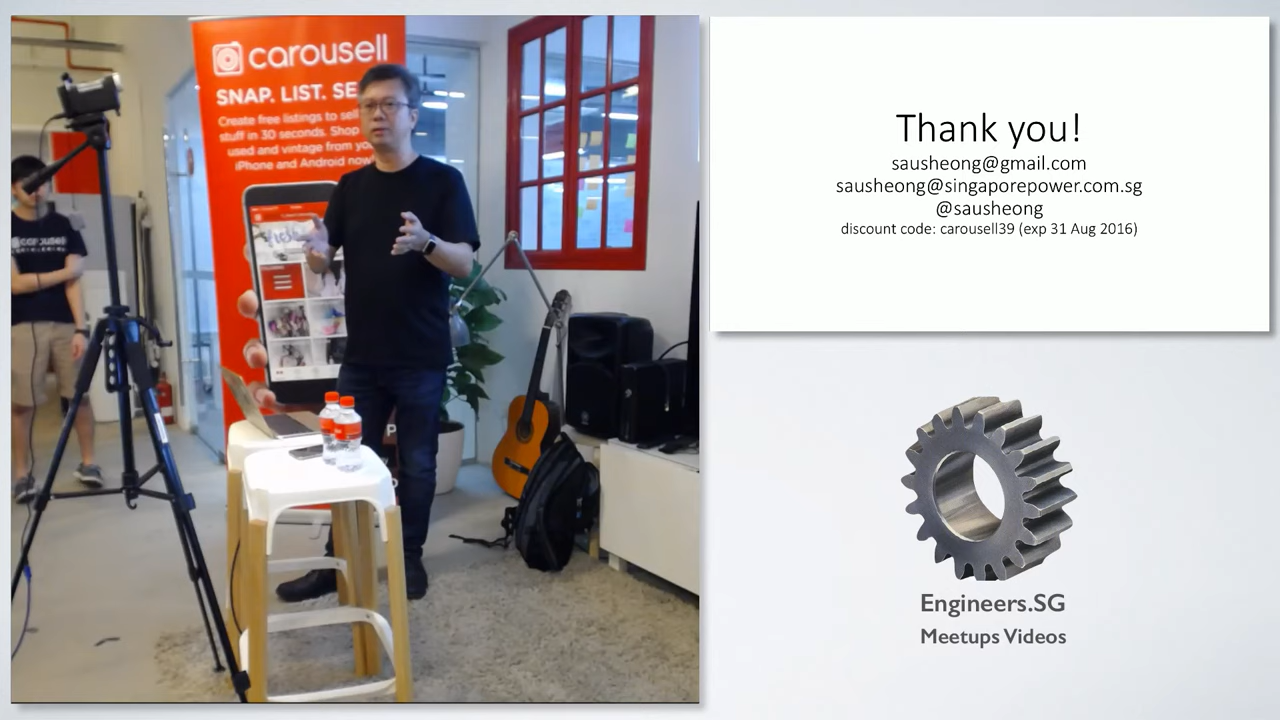 carousell
SNAP. LIST. SE
Create free listings to sell
stuff in 30 seconds. Shop
used and vintage from you
iPhone and Android now
carousell
Thank you!
sausheong@gmail.com
sausheong@singaporepower.com.sg
@sausheong
discount code: carousell39 (exp 31 Aug 2016)
Engineers.SG
Meetups Videos